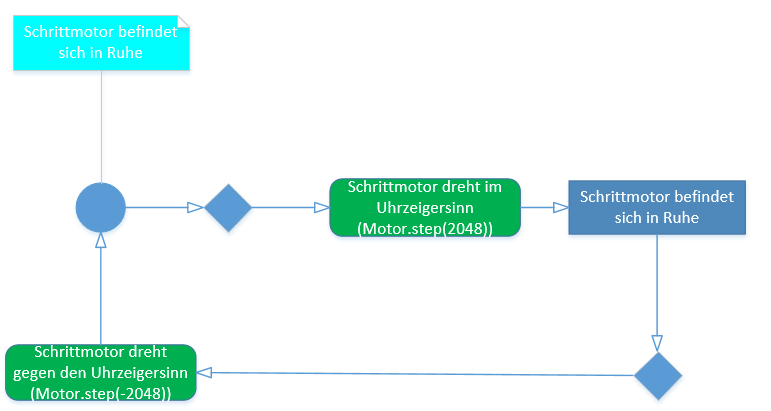 Schrittmotor befindet
sich in Ruhe
Schrittmotor dreht im
Uhrzeigersinn
(Motor.step(2048))
Schrittmotor befindet
sich in Ruhe
Schrittmotor dreht
gegen den Uhrzeigersinn
(Motor.step(-2048))